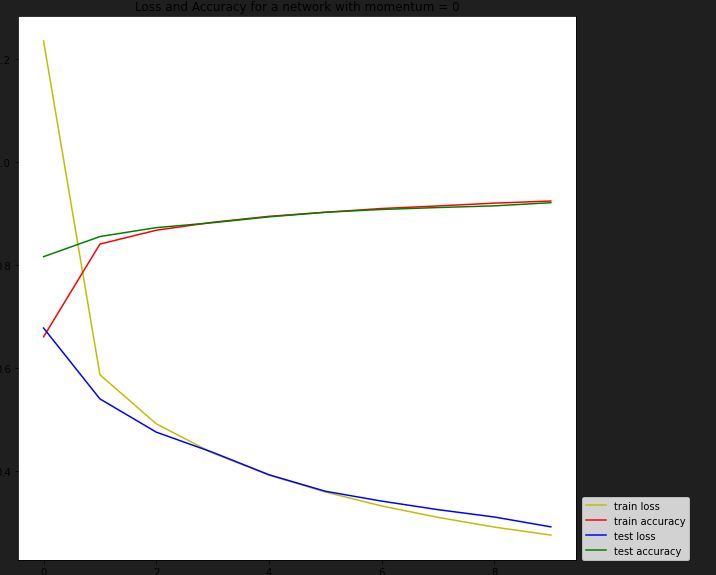 Loss and Accuracy for a network with momentum = 0
.2
.0
0.8
0.6
0.4
0
2
4
6
8
train loss
train accuracy
test loss
test accuracy